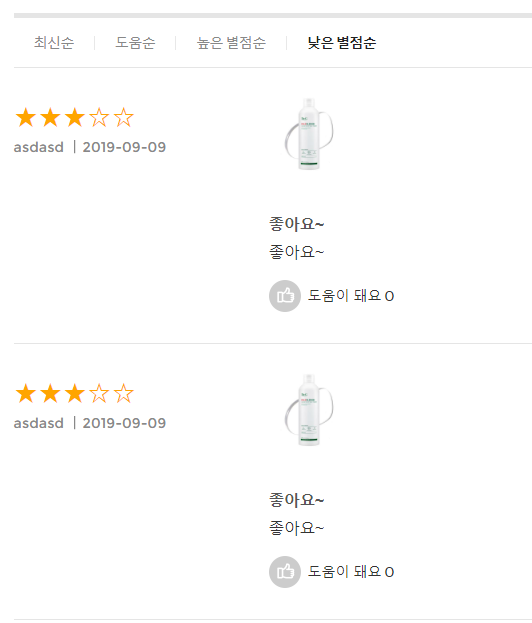 최신순 도움순 높은 별점순 낮은 별점순
★★★☆☆
asdasd | 2019-09-09
좋아요~
좋아요~
도움이 돼요 0
★★★☆☆
asdasd | 2019-09-09
좋아요~
좋아요~
도움이 돼요 0